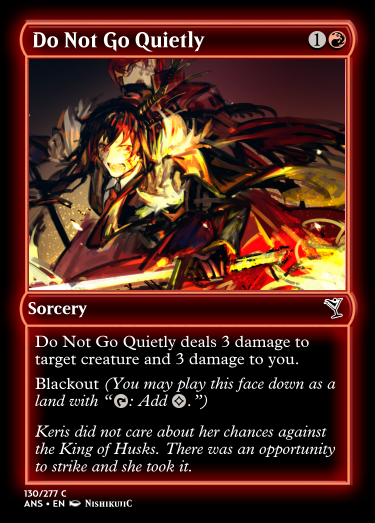 Do Not Go Quietly 1
Sorcery
Do Not Go Quietly deals 3 damage to
target creature and 3 damage to you.
Blackout (You may play this face down as a
land with “: Add .”)
Keris did not care about her chances against
the King of Husks. There was an opportunity
to strike and she took it.
130/277 C
ANS • EN NISHIKUJIC